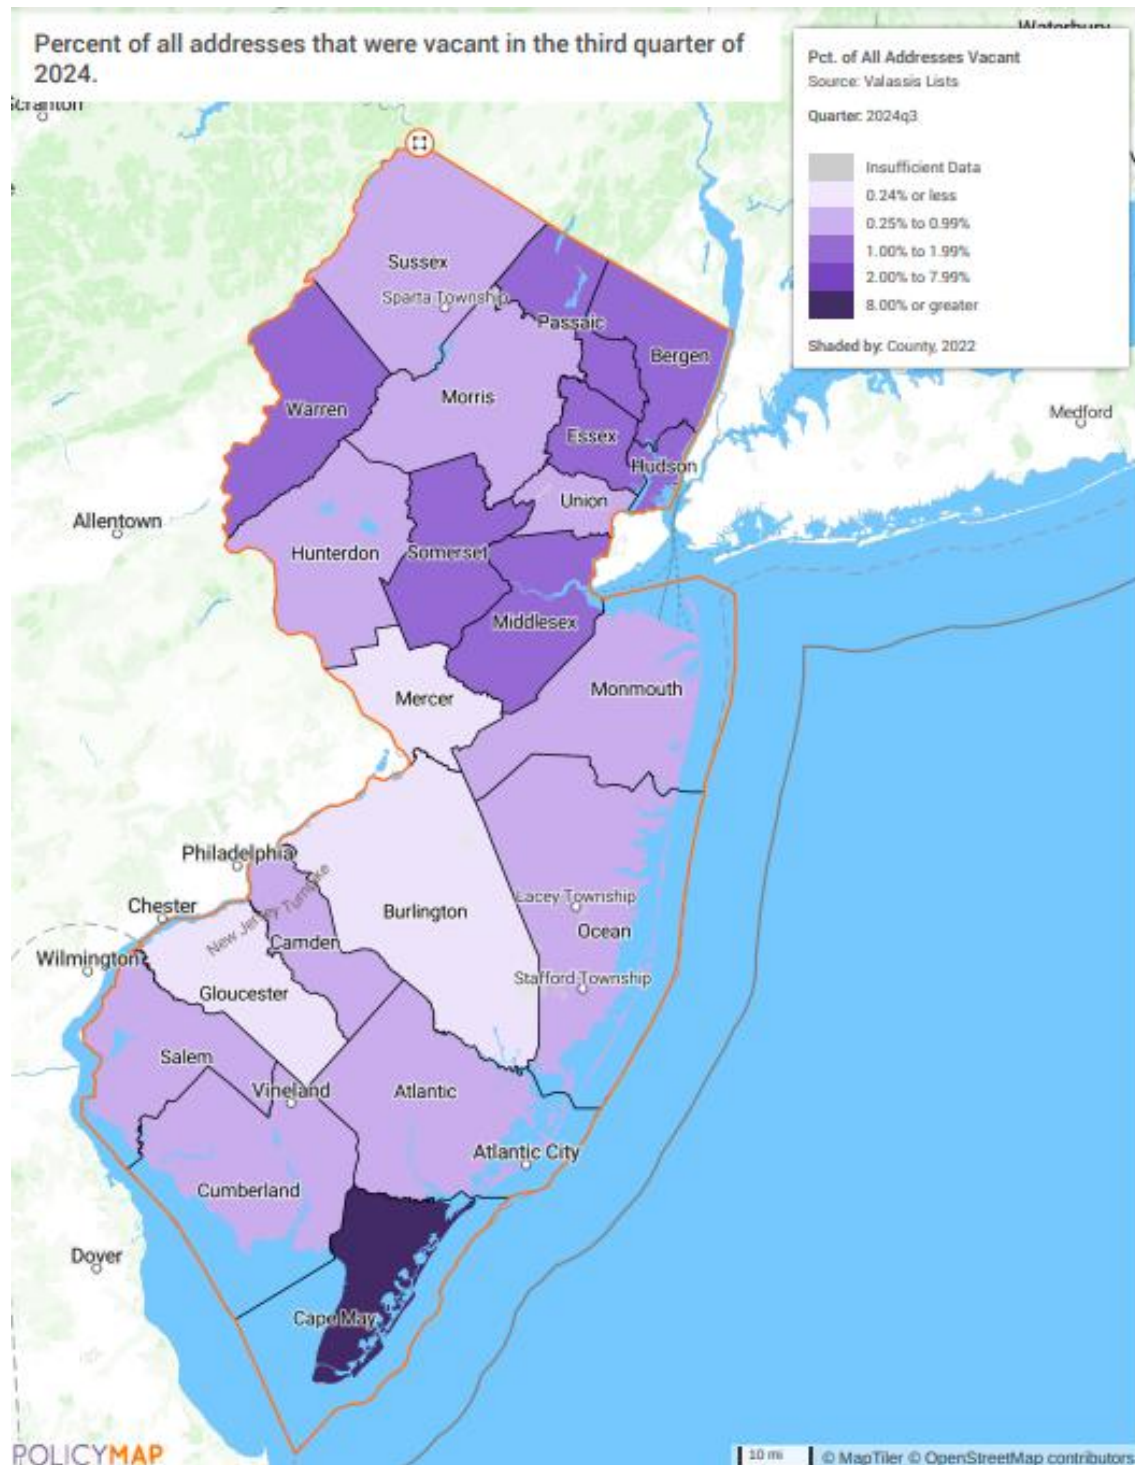 Percent of all addresses that were vacant in the third quarter of
2024.
Pct. of All Addresses Vacant
Source: Valassis Lists
Quarter: 2024q3
Insufficient Data
0.24% or less
0.25% to 0.99%
1.00% to 1.99%
2.00% to 7.99%
8.00% or greater
Shaded by: County, 2022
Sussex
Sparta Township
Passaic
Bergen
Morris
Warren
Medford
Essex
Hudson
Union
Allentown
Hunterdon
Somerset
Middlesex
Monmouth
Mercer
Philadelphia
Lacey Township
Chester
New Jersey Turnpike
Burlington
Ocean
Camden
Wilmington
Stafford Township
Gloucester
Salem
Vineland
Atlantic
Atlantic City
Cumberland
Dover
Cape May
POLICYMAP
10 mi
© MapTiler © OpenStreetMap contributors